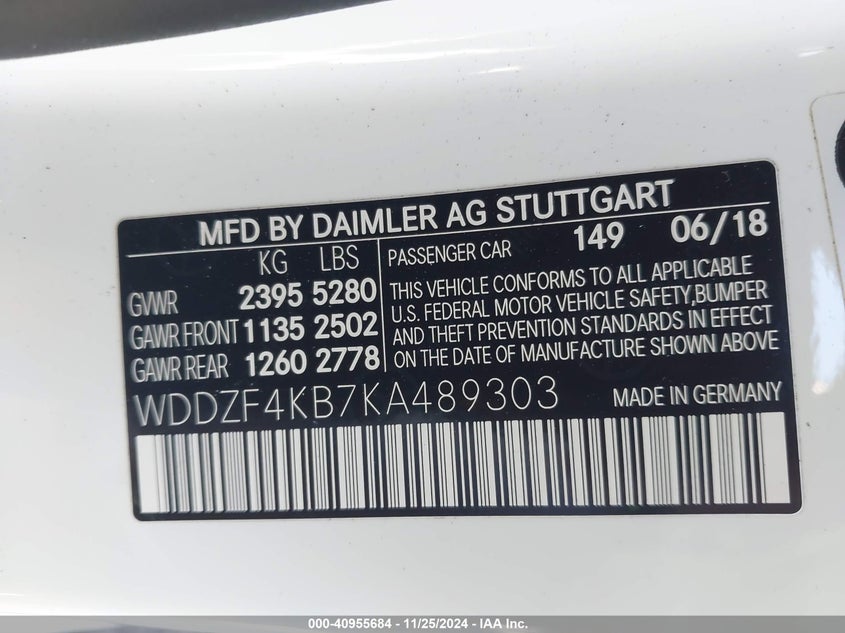 MFD BY DAIMLER AG STUTTGART
KG LBS
GVWR 2395 5280
GAWR FRONT 1135 2502
GAWR REAR 1260 2778
PASSENGER CAR 149 06/18
THIS VEHICLE CONFORMS TO ALL APPLICABLE
U.S. FEDERAL MOTOR VEHICLE SAFETY,BUMPER
AND THEFT PREVENTION STANDARDS IN EFFECT
ON THE DATE OF MANUFACTURE SHOWN ABOVE
WDDZF4KB7KA489303 MADE IN GERMANY
000-40955684 - 11/25/2024 - IAA Inc.